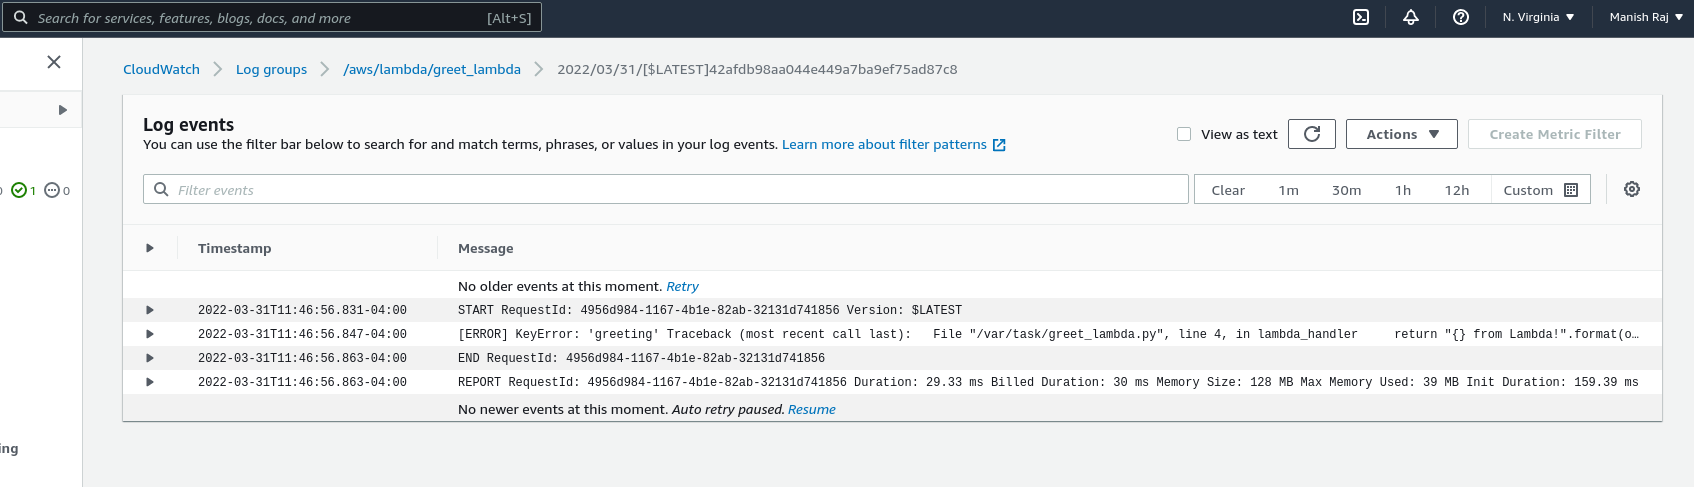 Search for services, features, blogs, docs, and more [Alt+S] N. Virginia Manish Raj
CloudWatch Log groups /aws/lambda/greet_lambda 2022/03/31/[$LATEST]42afdb98aa044e449a7ba9ef75ad87c8
Log events
You can use the filter bar below to search for and match terms, phrases, or values in your log events. Learn more about filter patterns
View as text Actions Create Metric Filter
1 0
Filter events Clear 1m 30m 1h 12h Custom
Timestamp Message
No older events at this moment. Retry
2022-03-31T11:46:56.831-04:00 START RequestId: 4956d984-1167-4b1e-82ab-32131d741856 Version: $LATEST
2022-03-31T11:46:56.847-04:00 [ERROR] KeyError: 'greeting' Traceback (most recent call last): File "/var/task/greet_lambda.py", line 4, in lambda_handler return "{} from Lambda!".format(o…
2022-03-31T11:46:56.863-04:00 END RequestId: 4956d984-1167-4b1e-82ab-32131d741856
2022-03-31T11:46:56.863-04:00 REPORT RequestId: 4956d984-1167-4b1e-82ab-32131d741856 Duration: 29.33 ms Billed Duration: 30 ms Memory Size: 128 MB Max Memory Used: 39 MB Init Duration: 159.39 ms
No newer events at this moment. Auto retry paused. Resume
ing